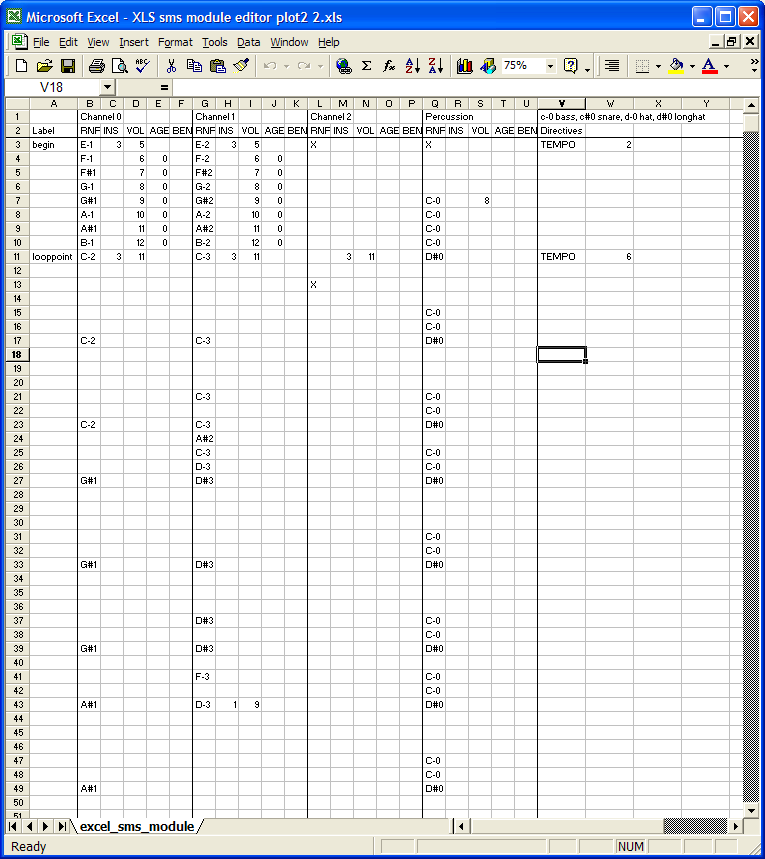 Microsoft Excel - XLS sms module editor plot2 2.xls
File Edit View Insert Format Tools Data Window Help
75%
V18 =
A B C D E F G H I J K L M N O P Q R S T U V W X Y
1 Channel 0 Channel 1 Channel 2 Percussion c-0 bass, c#0 snare, d-0 hat, d#0 longhat
2 Label RNF INS VOL AGE BEN RNF INS VOL AGE BEN RNF INS VOL AGE BEN RNF INS VOL AGE BEN Directives
3 begin E-1 3 5 E-2 3 5 X X TEMPO 2
4 F-1 6 0 F-2 6 0
5 F#1 7 0 F#2 7 0
6 G-1 8 0 G-2 8 0
7 G#1 9 0 G#2 9 0 C-0 8
8 A-1 10 0 A-2 10 0 C-0
9 A#1 11 0 A#2 11 0 C-0
10 B-1 12 0 B-2 12 0 C-0
11 looppoint C-2 3 11 C-3 3 11 3 11 D#0 TEMPO 6
12
13 X
14
15 C-0
16 C-0
17 C-2 C-3 D#0
18
19
20
21 C-3 C-0
22 C-0
23 C-2 C-3 D#0
24 A#2
25 C-3 C-0
26 D-3 C-0
27 G#1 D#3 D#0
28
29
30
31 C-0
32 C-0
33 G#1 D#3 D#0
34
35
36
37 D#3 C-0
38 C-0
39 G#1 D#3 D#0
40
41 F-3 C-0
42 C-0
43 A#1 D-3 1 9 D#0
44
45
46
47 C-0
48 C-0
49 A#1 D#0
50
51
excel_sms_module
Ready NUM